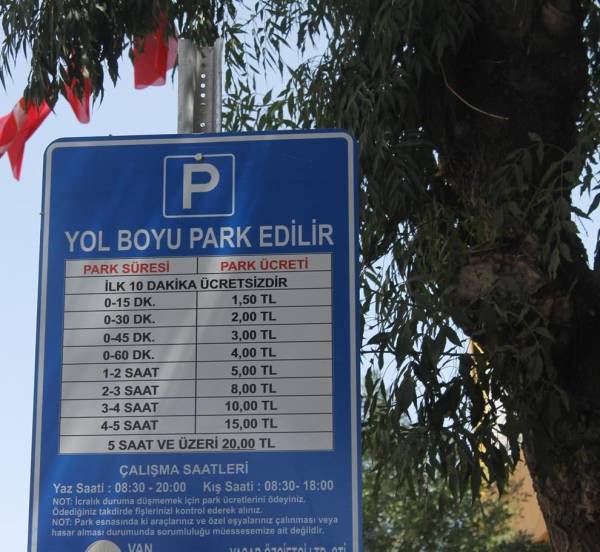 P
YOL BOYU PARK EDİLİR
PARK SÜRESİ PARK ÜCRETİ
İLK 10 DAKİKA ÜCRETSİZDİR
0-15 DK. 1,50 TL
0-30 DK. 2,00 TL
0-45 DK. 3,00 TL
0-60 DK. 4,00 TL
1-2 SAAT 5,00 TL
2-3 SAAT 8,00 TL
3-4 SAAT 10,00 TL
4-5 SAAT 15,00 TL
5 SAAT VE ÜZERİ 20,00 TL
ÇALIŞMA SAATLERİ
Yaz Saati : 08:30 - 20:00 Kış Saati : 08:30- 18:00
NOT: İcralık duruma düşmemek için park ücretlerini ödeyiniz.
Ödediğiniz takdirde fişlerinizi kontrol ederek alınız.
NOT: Park esnasında ki araçlarınız ve özel eşyalarınız çalınması veya
hasar alması durumunda sorumluluğu müessesemize ait değildir.
VAN